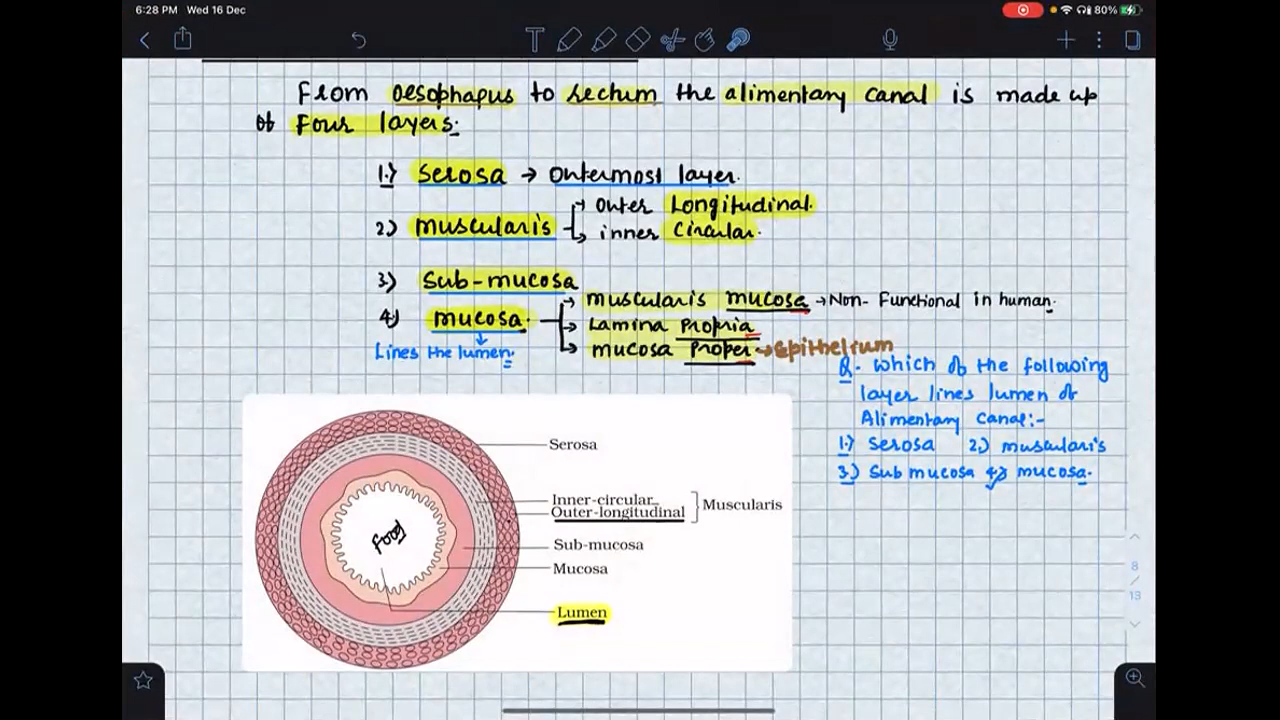 6:28 PM Wed 16 Dec
80%
From oesophagus to rectum the alimentary canal is made up
of Four layers.
1.) Serosa → Outermost layer.
2) muscularis → Outer Longitudinal.
→ inner Circular.
3) Sub-mucosa
4) mucosa. → muscularis mucosa → Non-Functional in human.
→ Lamina Propria
→ mucosa Proper → Epithelium
Lines the lumen.
Q. Which of the following
layer lines lumen of
Alimentary Canal:-
1.) Serosa 2.) muscularis
3.) Sub mucosa 4) mucosa.
Serosa
Inner-circular
Outer-longitudinal
Muscularis
Sub-mucosa
Mucosa
Lumen
Food
8
/
13